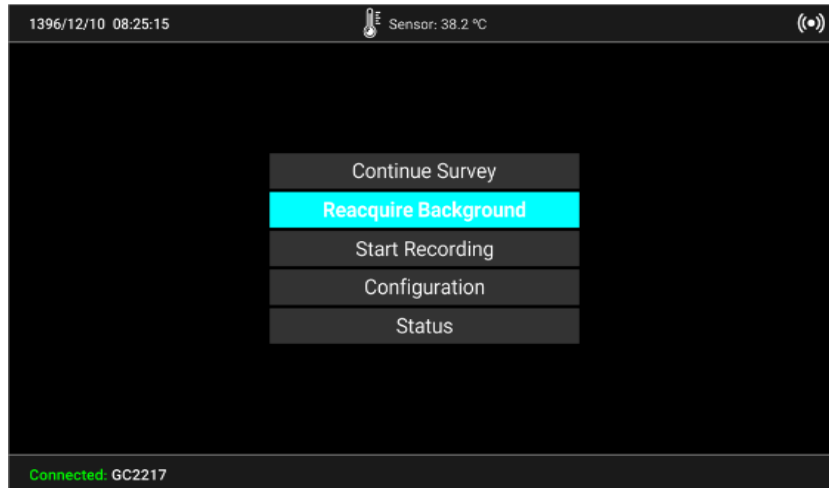 1396/12/10 08:25:15
Sensor: 38.2 °C
Continue Survey
Reacquire Background
Start Recording
Configuration
Status
Connected: GC2217